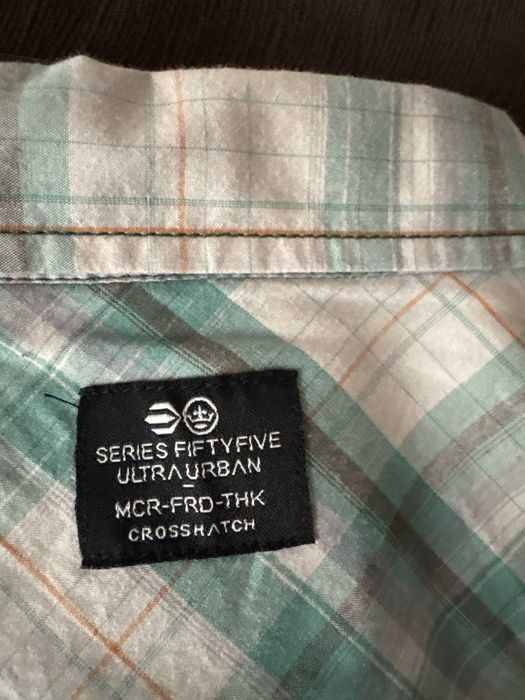 SERIES FIFTYFIVE
ULTRAURBAN
–
MCR-FRD-THK
CROSSHATCH